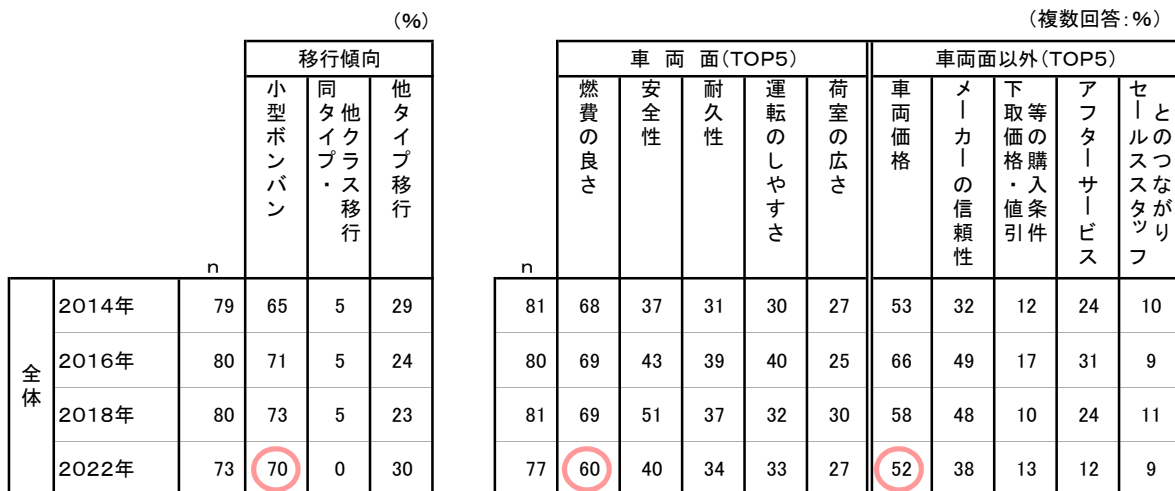 (%)
(複数回答:%)
移行傾向
車 両 面(TOP5)
車両面以外(TOP5)
小型ボンバン
同タイプ・
他クラス移行
他タイプ移行
燃費の良さ
安全性
耐久性
運転のしやすさ
荷室の広さ
車両価格
メーカーの信頼性
下取価格・値引
等の購入条件
アフターサービス
セールススタッフ
とのつながり
n
n
全体
2014年 79 65 5 29 81 68 37 31 30 27 53 32 12 24 10
2016年 80 71 5 24 80 69 43 39 40 25 66 49 17 31 9
2018年 80 73 5 23 81 69 51 37 32 30 58 48 10 24 11
2022年 73 70 0 30 77 60 40 34 33 27 52 38 13 12 9